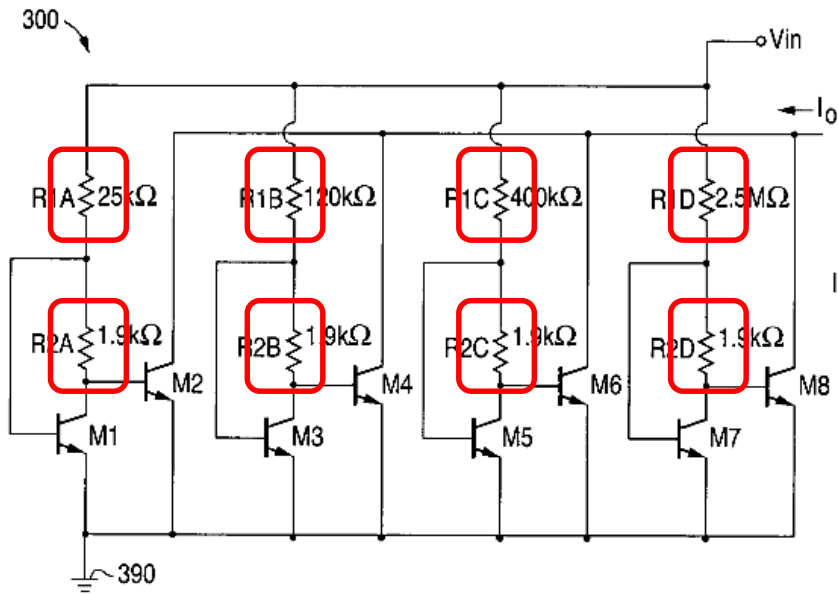 300
Vin
I0
R1A 25kΩ R1B 120kΩ R1C 400kΩ R1D 2.5MΩ
I
R2A 1.9kΩ R2B 1.9kΩ R2C 1.9kΩ R2D 1.9kΩ
M2 M4 M6 M8
M1 M3 M5 M7
390